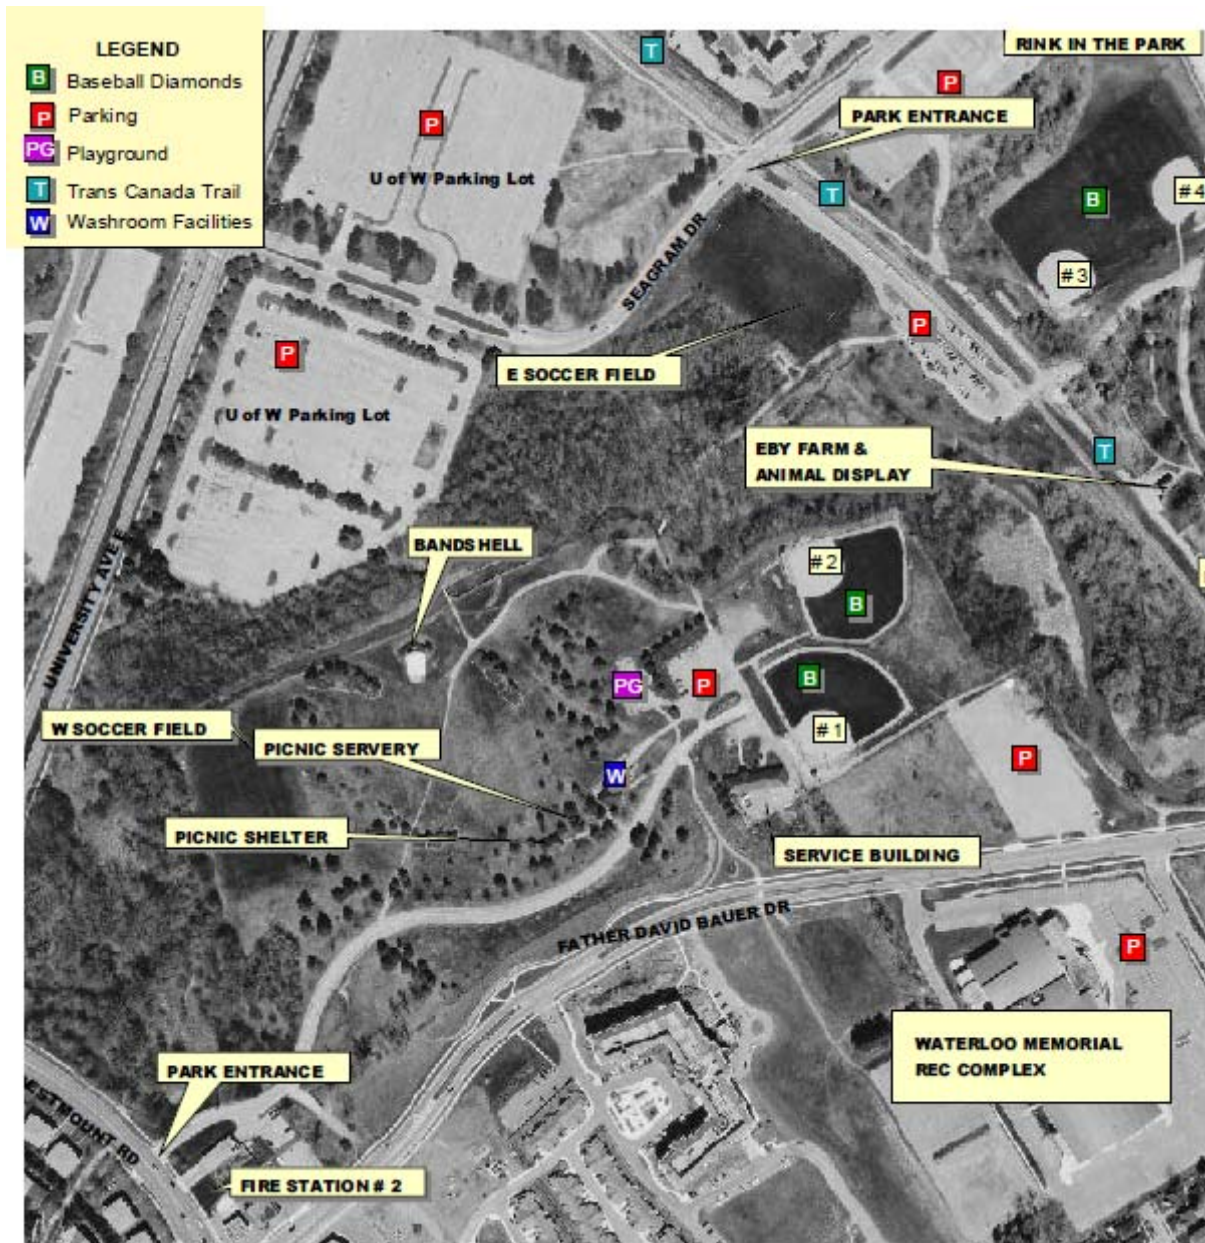 LEGEND
B Baseball Diamonds
P Parking
PG Playground
T Trans Canada Trail
W Washroom Facilities
T
RINK IN THE PARK
P
PARK ENTRANCE
P
U of W Parking Lot
T
B
#4
#3
SEAGRAM DR
P
P
E SOCCER FIELD
U of W Parking Lot
EBY FARM &
ANIMAL DISPLAY
T
BANDSHELL
#2
B
UNIVERSITY AVE E
PG
P
B
#1
W SOCCER FIELD
PICNIC SERVERY
P
W
PICNIC SHELTER
SERVICE BUILDING
FATHER DAVID BAUER DR
P
WATERLOO MEMORIAL
REC COMPLEX
PARK ENTRANCE
ESTMOUNT RD
FIRE STATION # 2